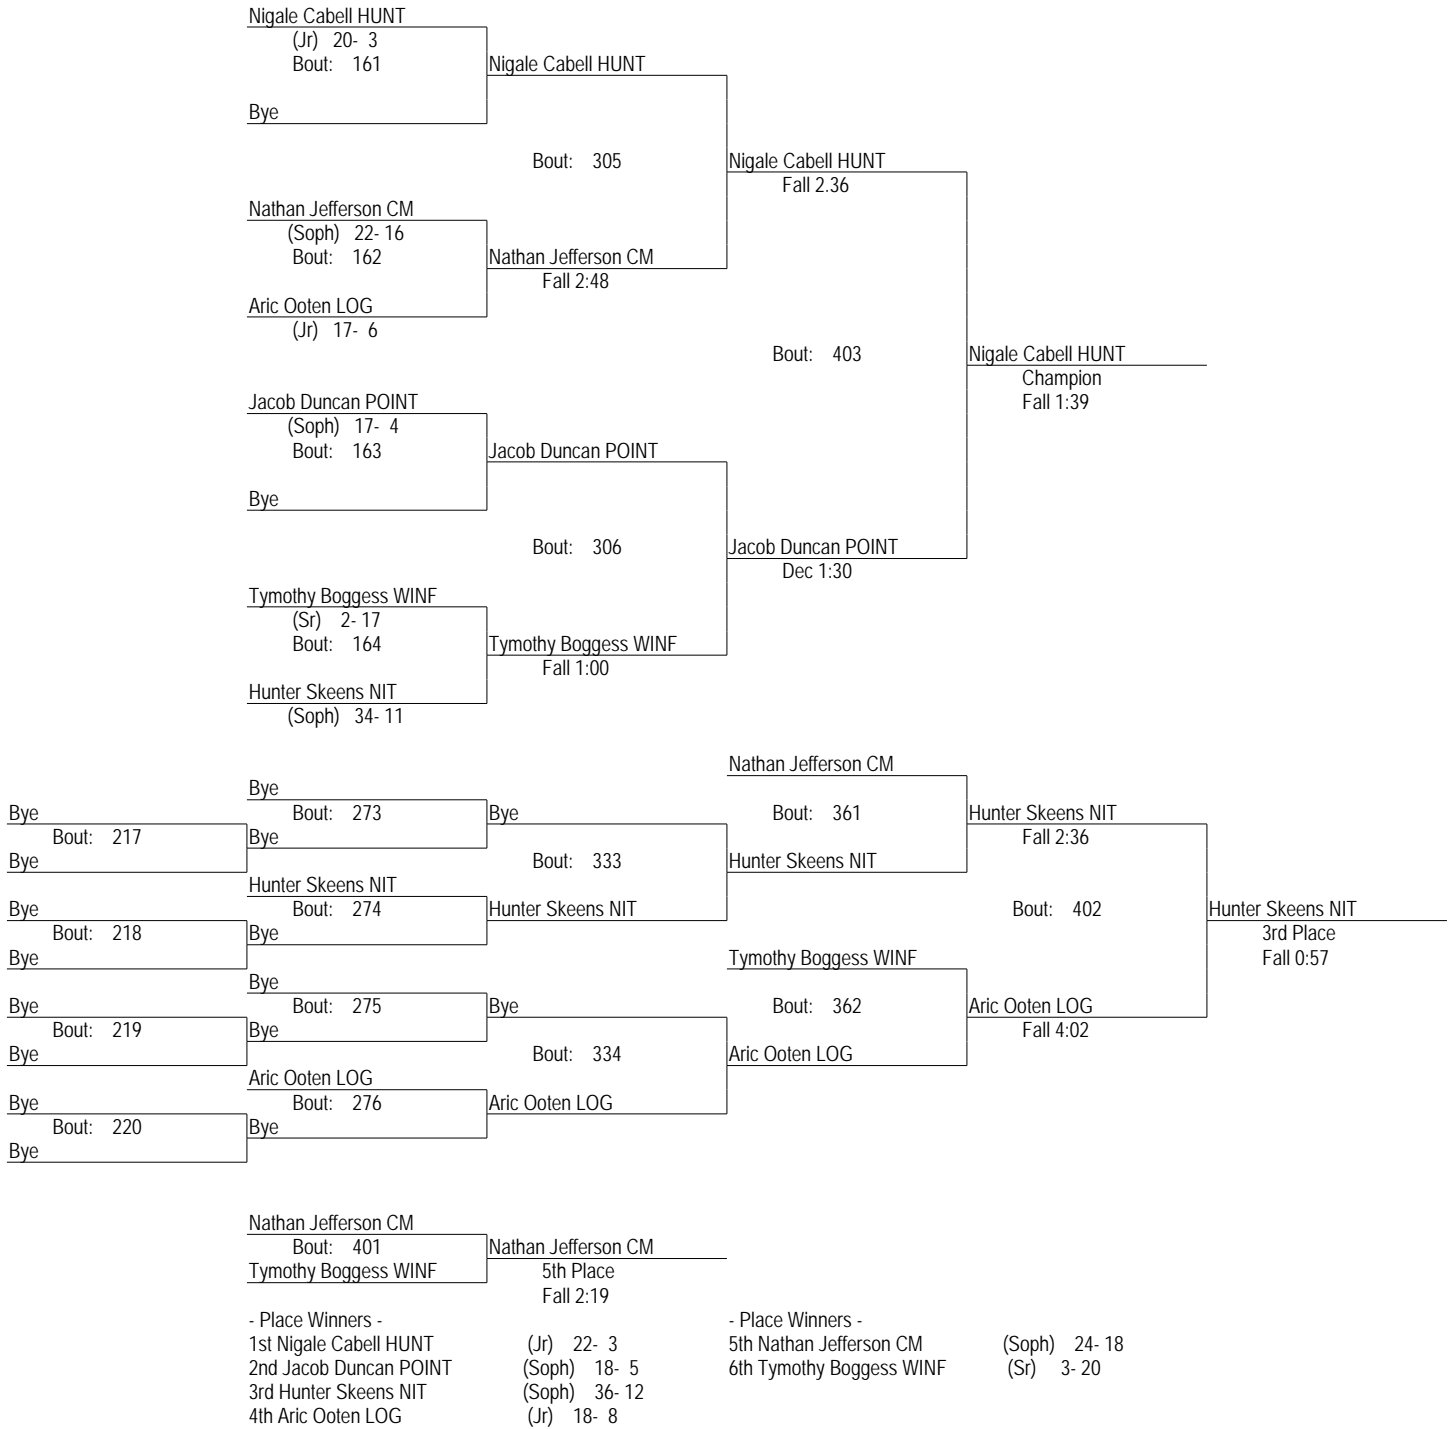 Nigale Cabell HUNT
(Jr) 20- 3
Bout: 161
Nigale Cabell HUNT
Bye
Bout: 305
Nigale Cabell HUNT
Fall 2.36
Nathan Jefferson CM
(Soph) 22- 16
Bout: 162
Nathan Jefferson CM
Fall 2:48
Aric Ooten LOG
(Jr) 17- 6
Bout: 403
Nigale Cabell HUNT
Champion
Fall 1:39
Jacob Duncan POINT
(Soph) 17- 4
Bout: 163
Jacob Duncan POINT
Bye
Bout: 306
Jacob Duncan POINT
Dec 1:30
Tymothy Boggess WINF
(Sr) 2- 17
Bout: 164
Tymothy Boggess WINF
Fall 1:00
Hunter Skeens NIT
(Soph) 34- 11
Nathan Jefferson CM
Bye
Bye
Bout: 273
Bye
Bout: 361
Hunter Skeens NIT
Bout: 217
Bye
Fall 2:36
Bye
Bout: 333
Hunter Skeens NIT
Hunter Skeens NIT
Bye
Bout: 274
Hunter Skeens NIT
Bout: 402
Hunter Skeens NIT
Bout: 218
Bye
3rd Place
Bye
Tymothy Boggess WINF
Fall 0:57
Bye
Bye
Bout: 275
Bye
Bout: 362
Aric Ooten LOG
Bout: 219
Bye
Fall 4:02
Bye
Bout: 334
Aric Ooten LOG
Aric Ooten LOG
Bye
Bout: 276
Aric Ooten LOG
Bout: 220
Bye
Bye
Nathan Jefferson CM
Bout: 401
Nathan Jefferson CM
Tymothy Boggess WINF
5th Place
Fall 2:19
- Place Winners -
1st Nigale Cabell HUNT (Jr) 22- 3
2nd Jacob Duncan POINT (Soph) 18- 5
3rd Hunter Skeens NIT (Soph) 36- 12
4th Aric Ooten LOG (Jr) 18- 8
- Place Winners -
5th Nathan Jefferson CM (Soph) 24- 18
6th Tymothy Boggess WINF (Sr) 3- 20